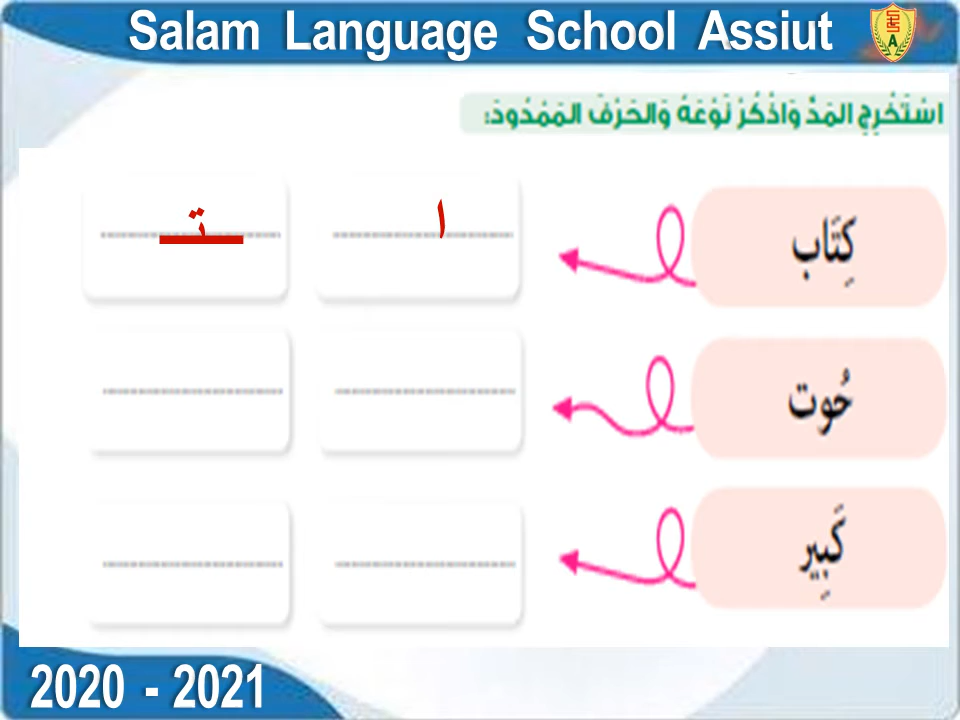 Salam Language School Assiut
اسْتَخْرِجِ المَدَّ وَاذْكُرْ نَوْعَهُ وَالحَرْفَ المَمْدُودَ:
كِتَاب ا تـ
حُوت
كَبِير
2020 - 2021